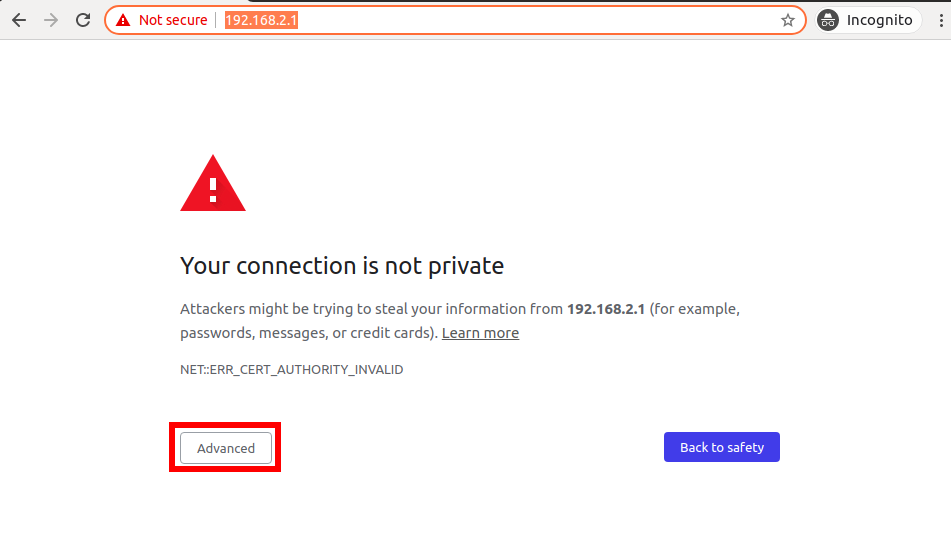 Not secure | 192.168.2.1
Incognito
Your connection is not private
Attackers might be trying to steal your information from 192.168.2.1 (for example,
passwords, messages, or credit cards). Learn more
NET::ERR_CERT_AUTHORITY_INVALID
Advanced
Back to safety